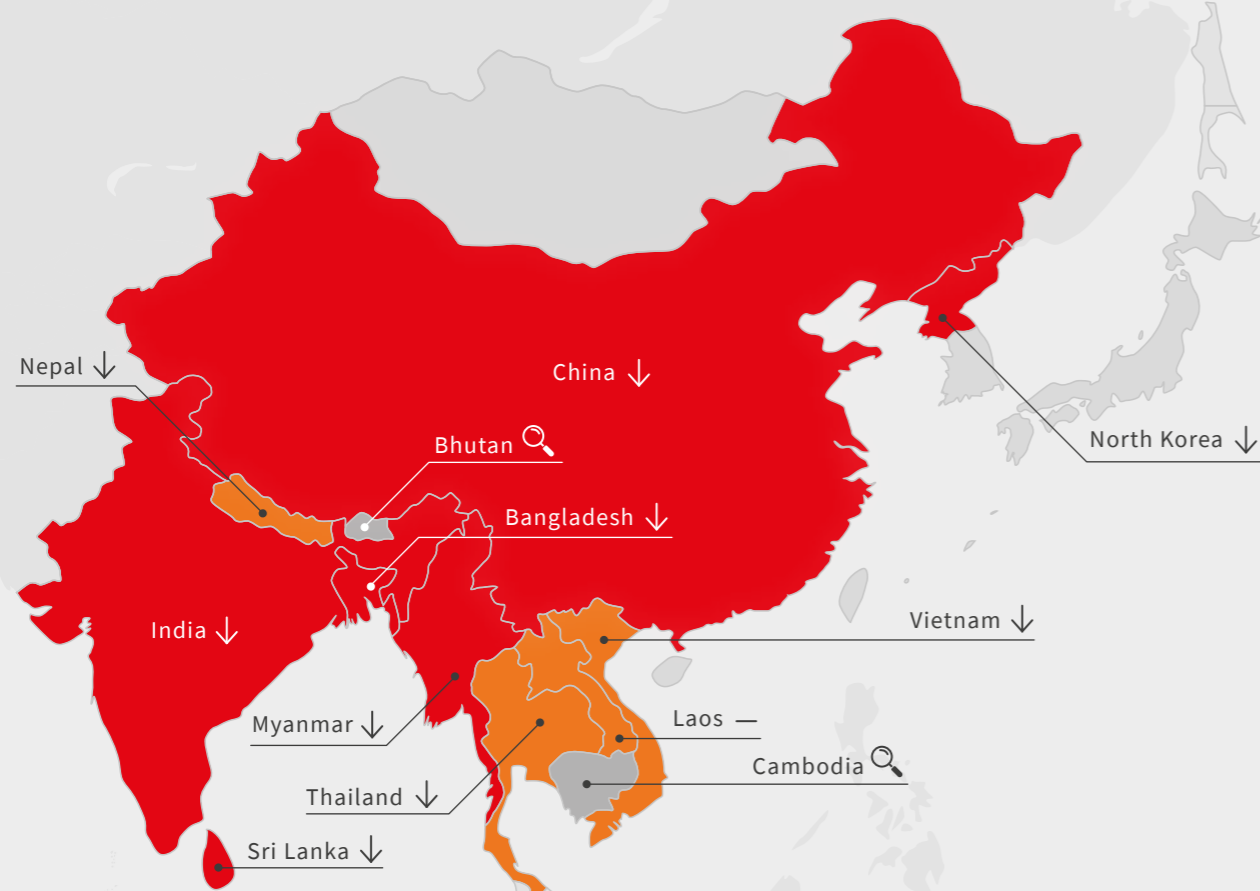 Nepal
China
North Korea
Bhutan
Bangladesh
India
Vietnam
Myanmar
Laos —
Cambodia
Thailand
Sri Lanka